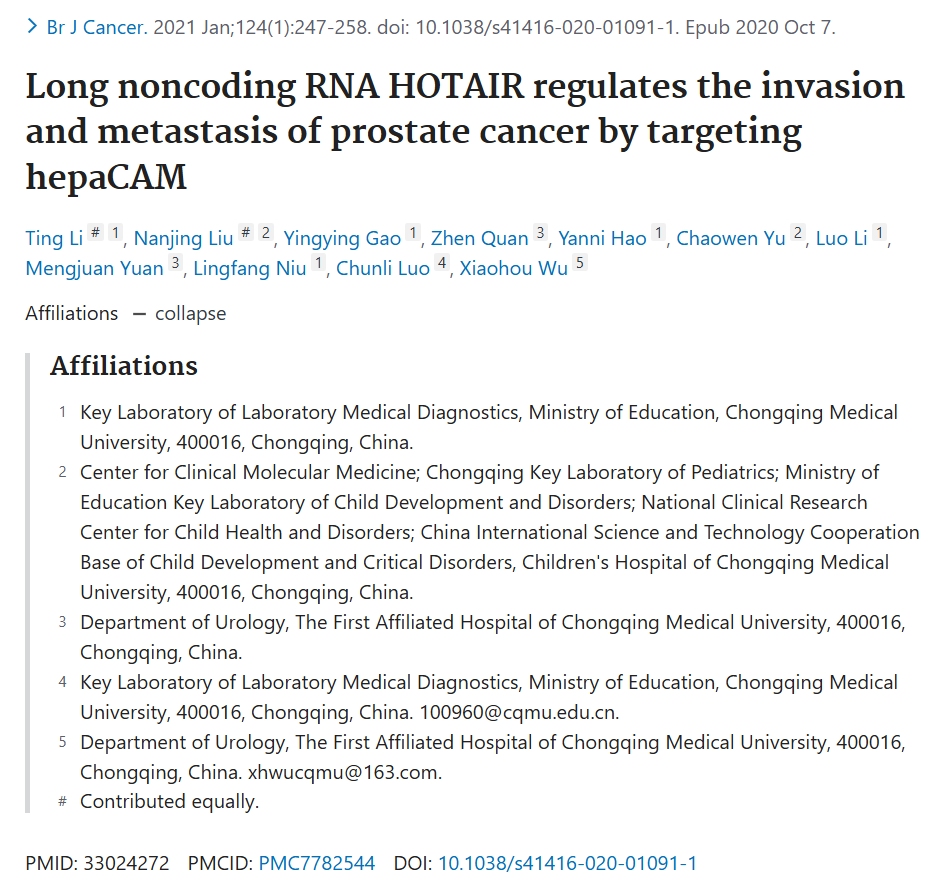 Br J Cancer. 2021 Jan;124(1):247-258. doi: 10.1038/s41416-020-01091-1. Epub 2020 Oct 7.
Long noncoding RNA HOTAIR regulates the invasion
and metastasis of prostate cancer by targeting
hepaCAM
Ting Li # 1, Nanjing Liu # 2, Yingying Gao 1, Zhen Quan 3, Yanni Hao 1, Chaowen Yu 2, Luo Li 1,
Mengjuan Yuan 3, Lingfang Niu 1, Chunli Luo 4, Xiaohou Wu 5
Affiliations — collapse
Affiliations
1 Key Laboratory of Laboratory Medical Diagnostics, Ministry of Education, Chongqing Medical
University, 400016, Chongqing, China.
2 Center for Clinical Molecular Medicine; Chongqing Key Laboratory of Pediatrics; Ministry of
Education Key Laboratory of Child Development and Disorders; National Clinical Research
Center for Child Health and Disorders; China International Science and Technology Cooperation
Base of Child Development and Critical Disorders, Children's Hospital of Chongqing Medical
University, 400016, Chongqing, China.
3 Department of Urology, The First Affiliated Hospital of Chongqing Medical University, 400016,
Chongqing, China.
4 Key Laboratory of Laboratory Medical Diagnostics, Ministry of Education, Chongqing Medical
University, 400016, Chongqing, China. 100960@cqmu.edu.cn.
5 Department of Urology, The First Affiliated Hospital of Chongqing Medical University, 400016,
Chongqing, China. xhwucqmu@163.com.
# Contributed equally.
PMID: 33024272 PMCID: PMC7782544 DOI: 10.1038/s41416-020-01091-1